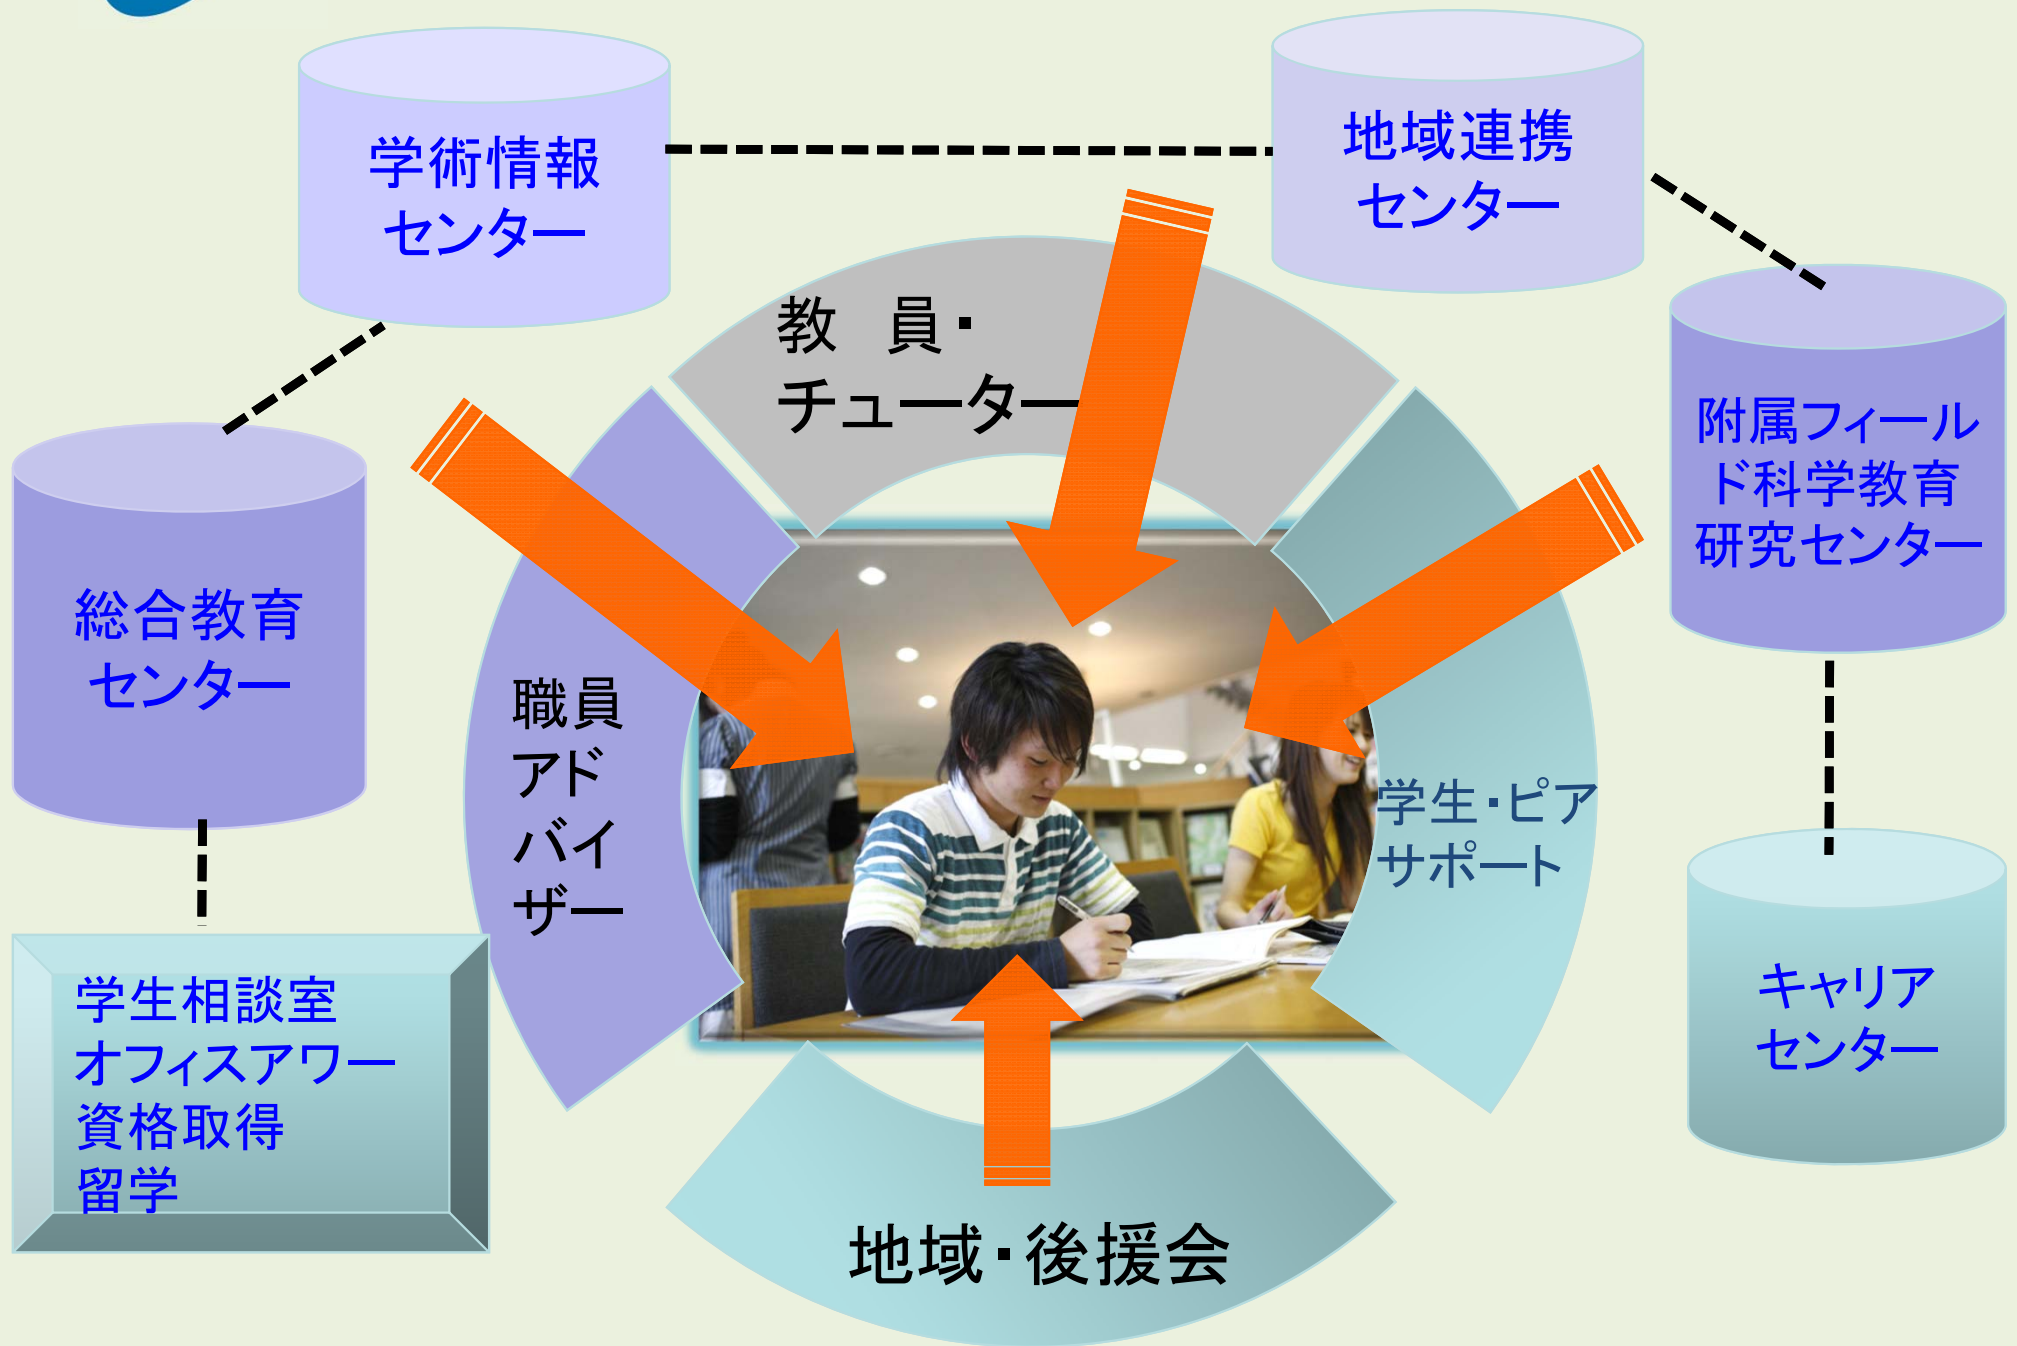 学術情報
センター
地域連携
センター
教　員・
チューター
附属フィール
ド科学教育
研究センター
総合教育
センター
職員
アド
バイ
ザー
学生・ピア
サポート
学生相談室
オフィスアワー
資格取得
留学
キャリア
センター
地域・後援会